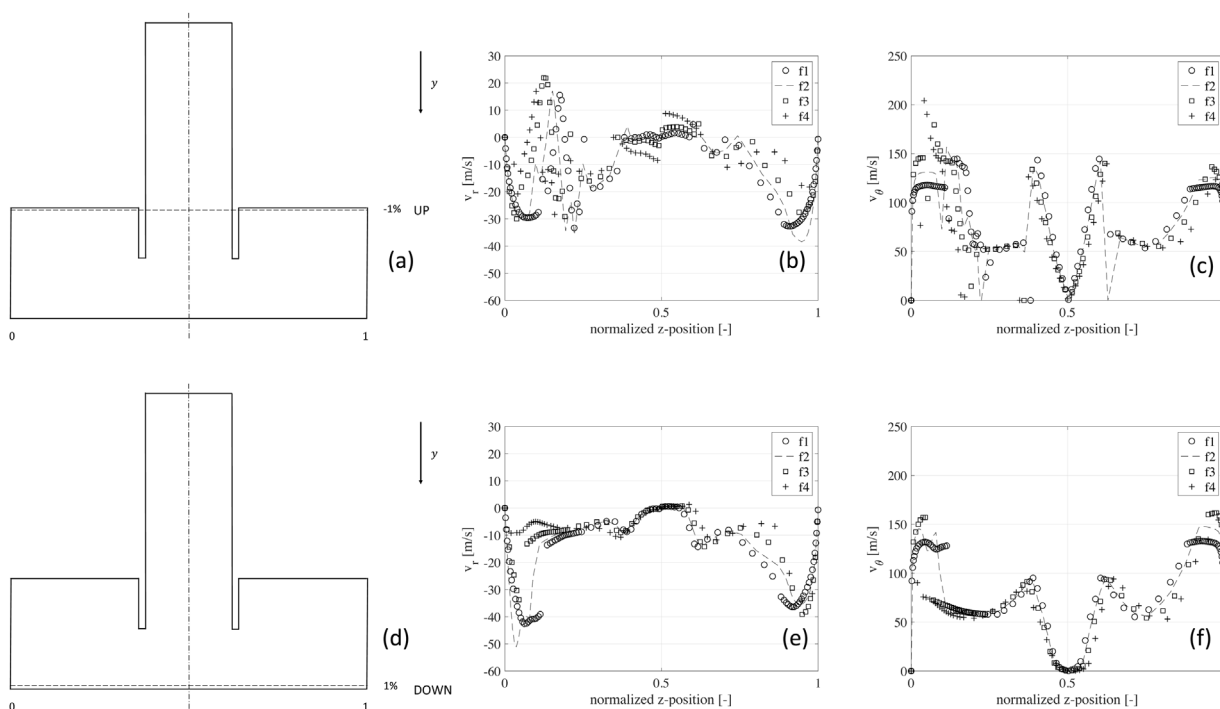 y
-1% UP
0
1
(a)
v_r [m/s]
30
20
10
0
-10
-20
-30
-40
-50
-60
0
0.5
1
normalized z-position [-]
f1
f2
f3
f4
(b)
v_θ [m/s]
250
200
150
100
50
0
0
0.5
1
normalized z-position [-]
f1
f2
f3
f4
(c)
y
1% DOWN
0
1
(d)
v_r [m/s]
30
20
10
0
-10
-20
-30
-40
-50
-60
0
0.5
1
normalized z-position [-]
f1
f2
f3
f4
(e)
v_θ [m/s]
250
200
150
100
50
0
0
0.5
1
normalized z-position [-]
f1
f2
f3
f4
(f)